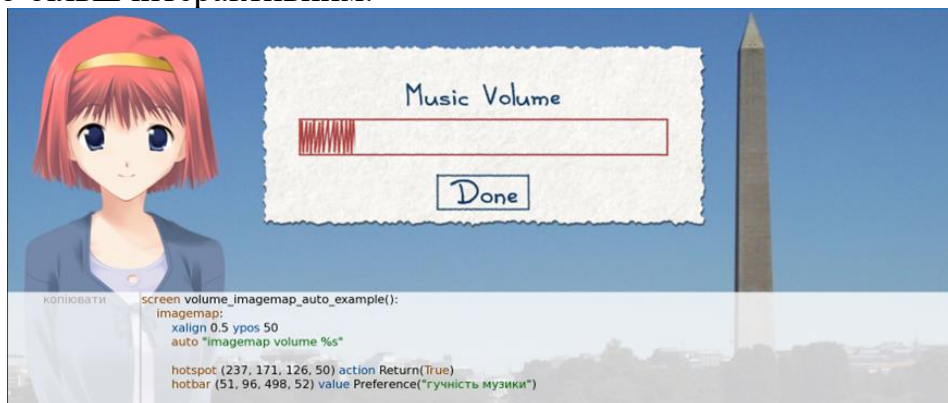 Music Volume
Done
копіювати
screen volume_imagemap_auto_example():
imagemap:
xalign 0.5 ypos 50
auto "imagemap volume %s"
hotspot (237, 171, 126, 50) action Return(True)
hotbar (51, 96, 498, 52) value Preference("гучність музики")